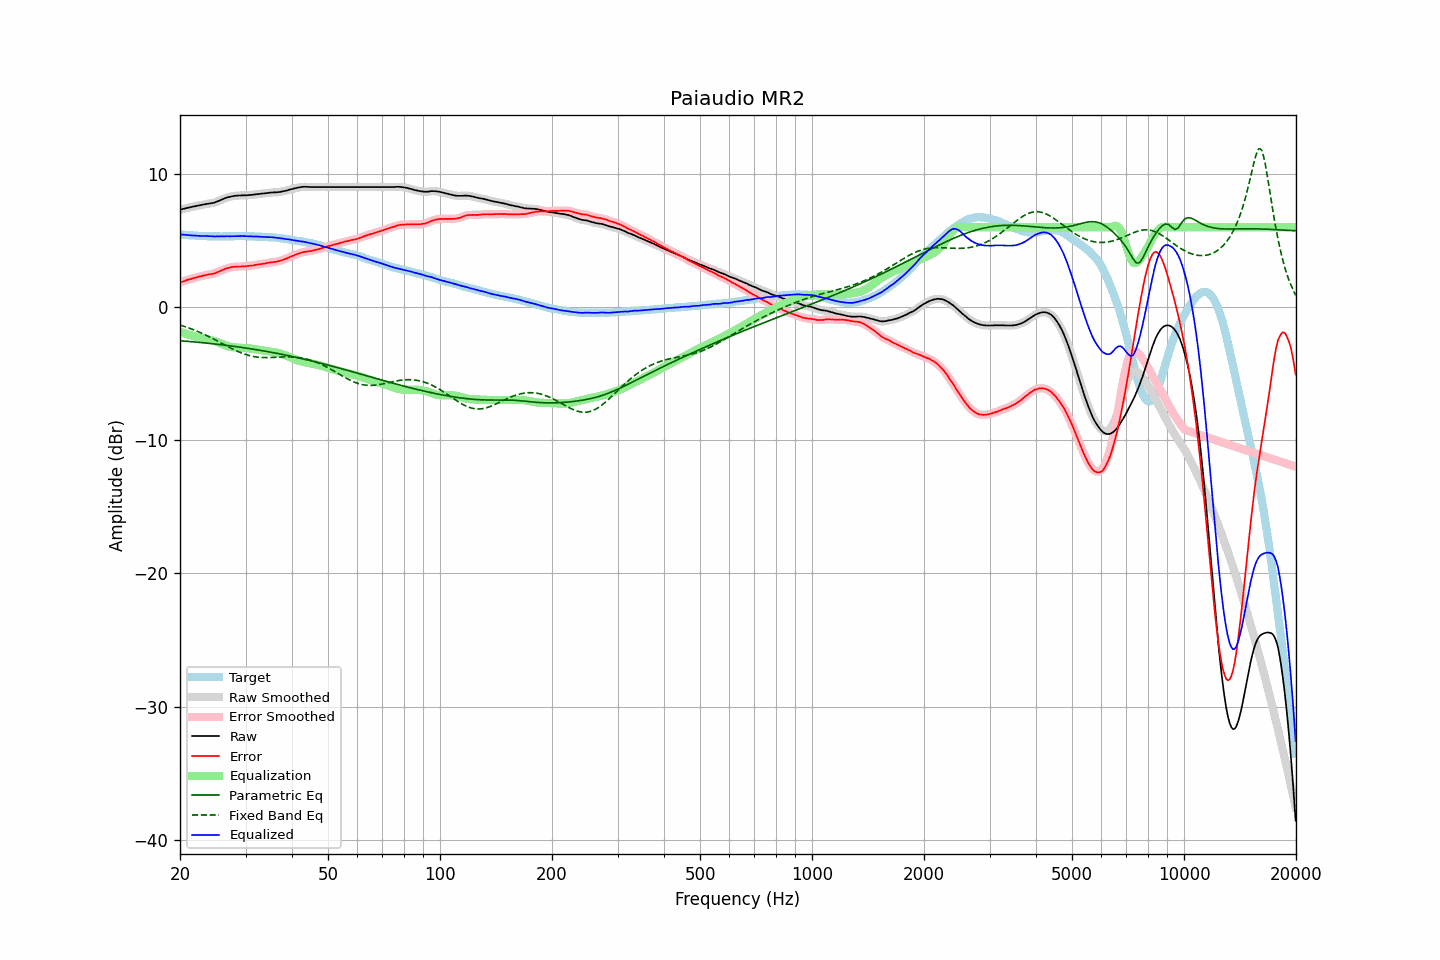 Paiaudio MR2
10
0
−10
−20
−30
−40
Amplitude (dBr)
Target
Raw Smoothed
Error Smoothed
Raw
Error
Equalization
Parametric Eq
Fixed Band Eq
Equalized
20 50 100 200 500 1000 2000 5000 10000 20000
Frequency (Hz)